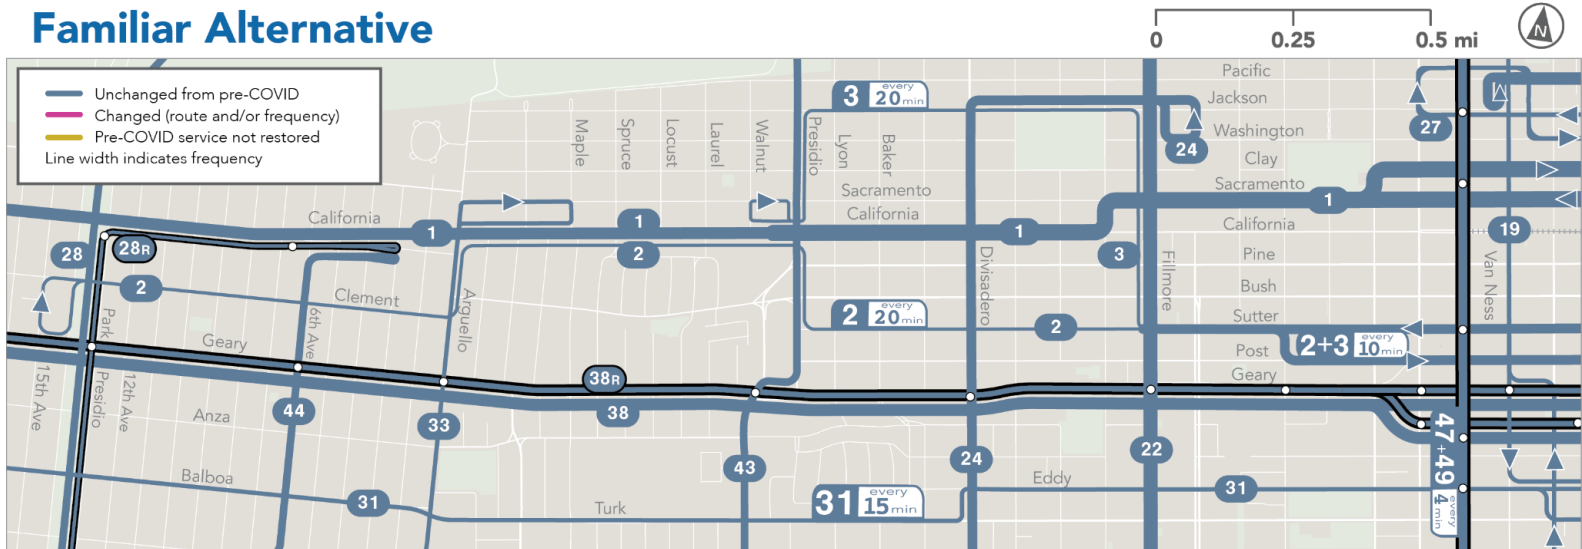 Familiar Alternative
0 0.25 0.5 mi
N
Unchanged from pre-COVID
Changed (route and/or frequency)
Pre-COVID service not restored
Line width indicates frequency
Maple
Spruce
Locust
Laurel
Walnut
Presidio
Lyon
Baker
3 every 20 min
Pacific
Jackson
Washington
Clay
Sacramento
California
Pine
Bush
Sutter
Post
Geary
24
27
Sacramento
California
California
1
1
1
1
2
3
19
28
28R
2
Clement
Arguello
6th Ave
Park
Presidio
Geary
15th Ave
12th Ave
Divisadero
Fillmore
Van Ness
2 every 20 min
2
2+3 every 10 min
38R
38
44
33
Anza
Balboa
31
43
24
22
47+49 every 4 min
Turk
31 every 15 min
Eddy
31